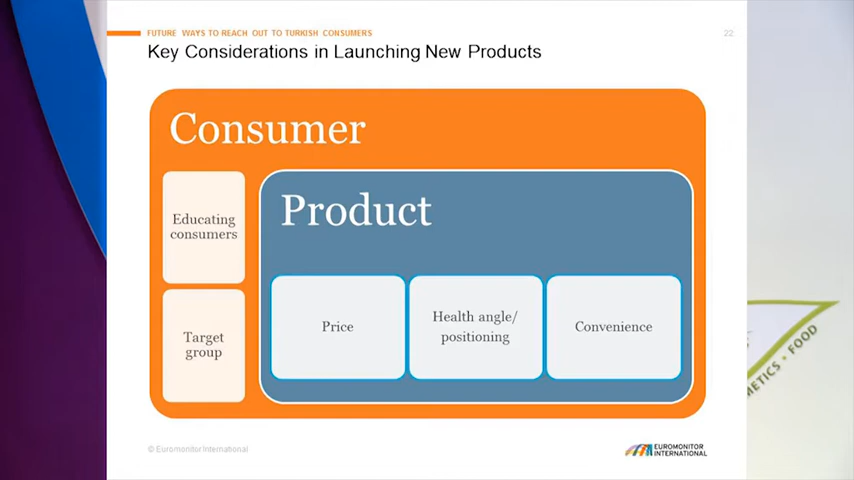 FUTURE WAYS TO REACH OUT TO TURKISH CONSUMERS
22
Key Considerations in Launching New Products
Consumer
Educating
consumers
Target
group
Product
Price
Health angle/
positioning
Convenience
© Euromonitor International
EUROMONITOR
INTERNATIONAL
METICS • FOOD